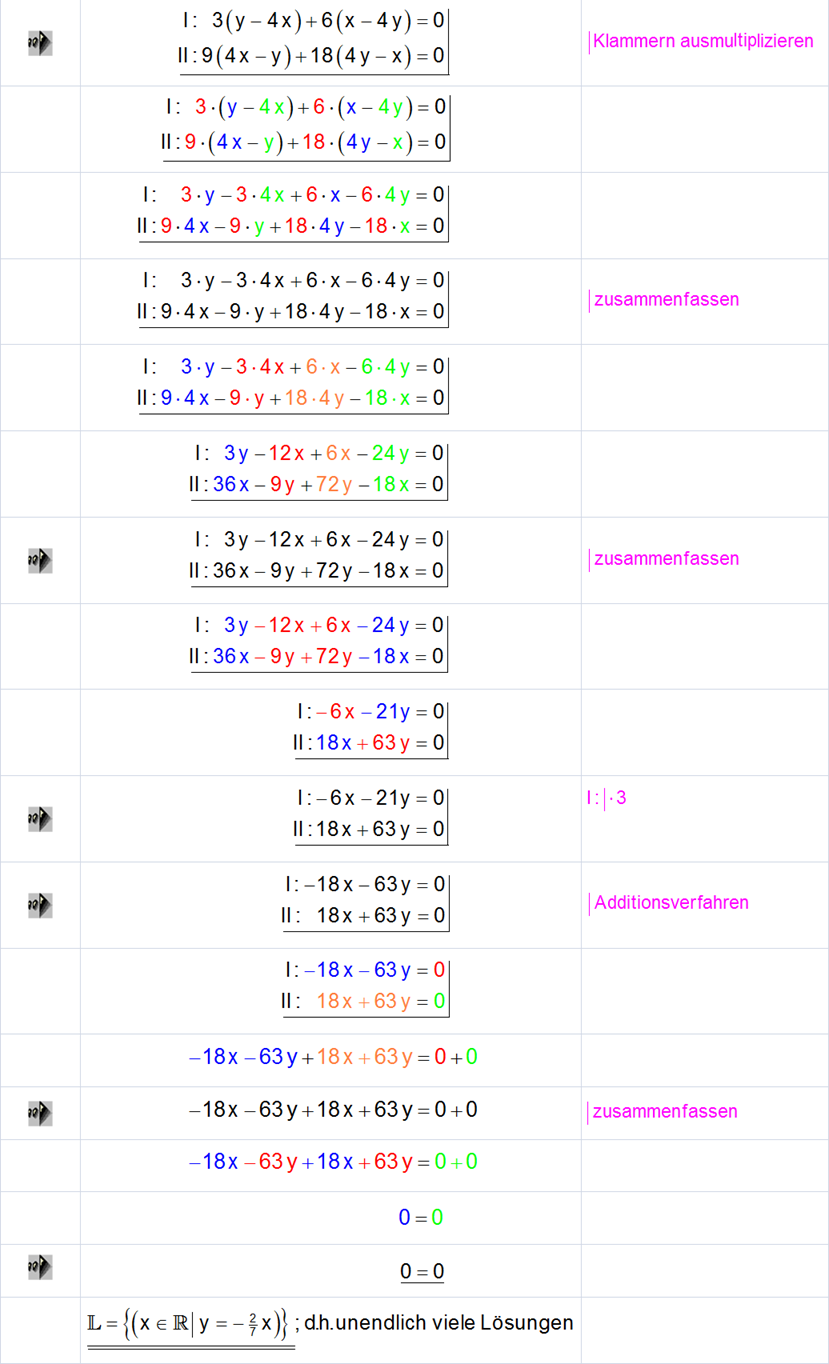 I: 3(y−4x)+6(x−4y)=0
II:9(4x−y)+18(4y−x)=0
|Klammern ausmultiplizieren
I: 3·(y−4x)+6·(x−4y)=0
II:9·(4x−y)+18·(4y−x)=0
I: 3·y−3·4x+6·x−6·4y=0
II:9·4x−9·y+18·4y−18·x=0
I: 3·y−3·4x+6·x−6·4y=0
II:9·4x−9·y+18·4y−18·x=0
|zusammenfassen
I: 3·y−3·4x+6·x−6·4y=0
II:9·4x−9·y+18·4y−18·x=0
I: 3y−12x+6x−24y=0
II:36x−9y+72y−18x=0
I: 3y−12x+6x−24y=0
II:36x−9y+72y−18x=0
|zusammenfassen
I: 3y−12x+6x−24y=0
II:36x−9y+72y−18x=0
I:−6x−21y=0
II:18x+63y=0
I:−6x−21y=0
II:18x+63y=0
I:|·3
I:−18x−63y=0
II: 18x+63y=0
|Additionsverfahren
I:−18x−63y=0
II: 18x+63y=0
−18x−63y+18x+63y=0+0
−18x−63y+18x+63y=0+0
|zusammenfassen
−18x−63y+18x+63y=0+0
0=0
0=0
𝕃={(x∈ℝ|y=−2/7x)} ; d.h.unendlich viele Lösungen